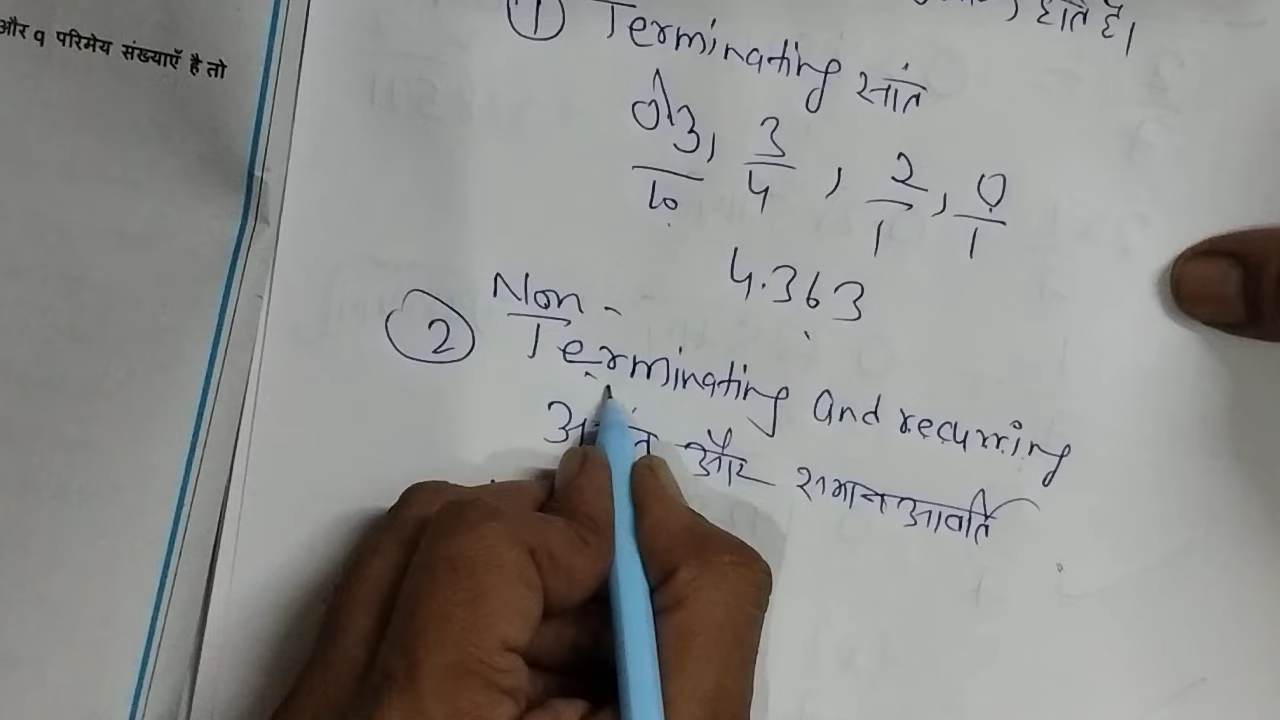 और q परिमेय संख्याएँ है तो
होते है।
① Terminating सांत
0.3, 3/4, 2/1, 0/1
10
4.363
② Non-
Terminating and recurring
और समान आवर्ति